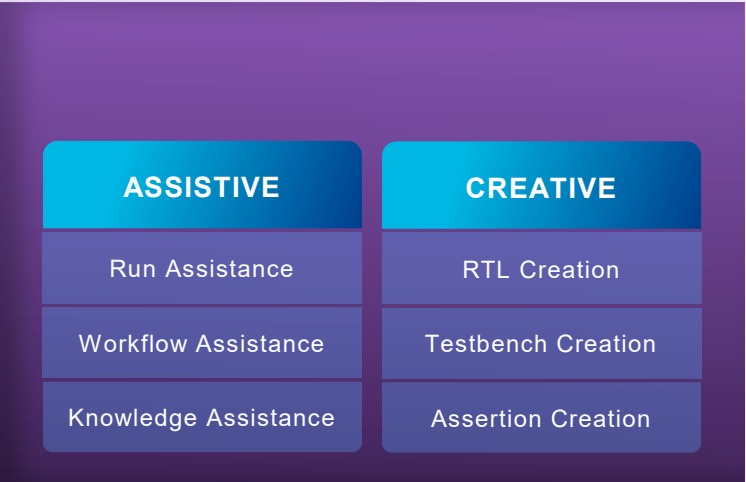 ASSISTIVE
Run Assistance
Workflow Assistance
Knowledge Assistance
CREATIVE
RTL Creation
Testbench Creation
Assertion Creation